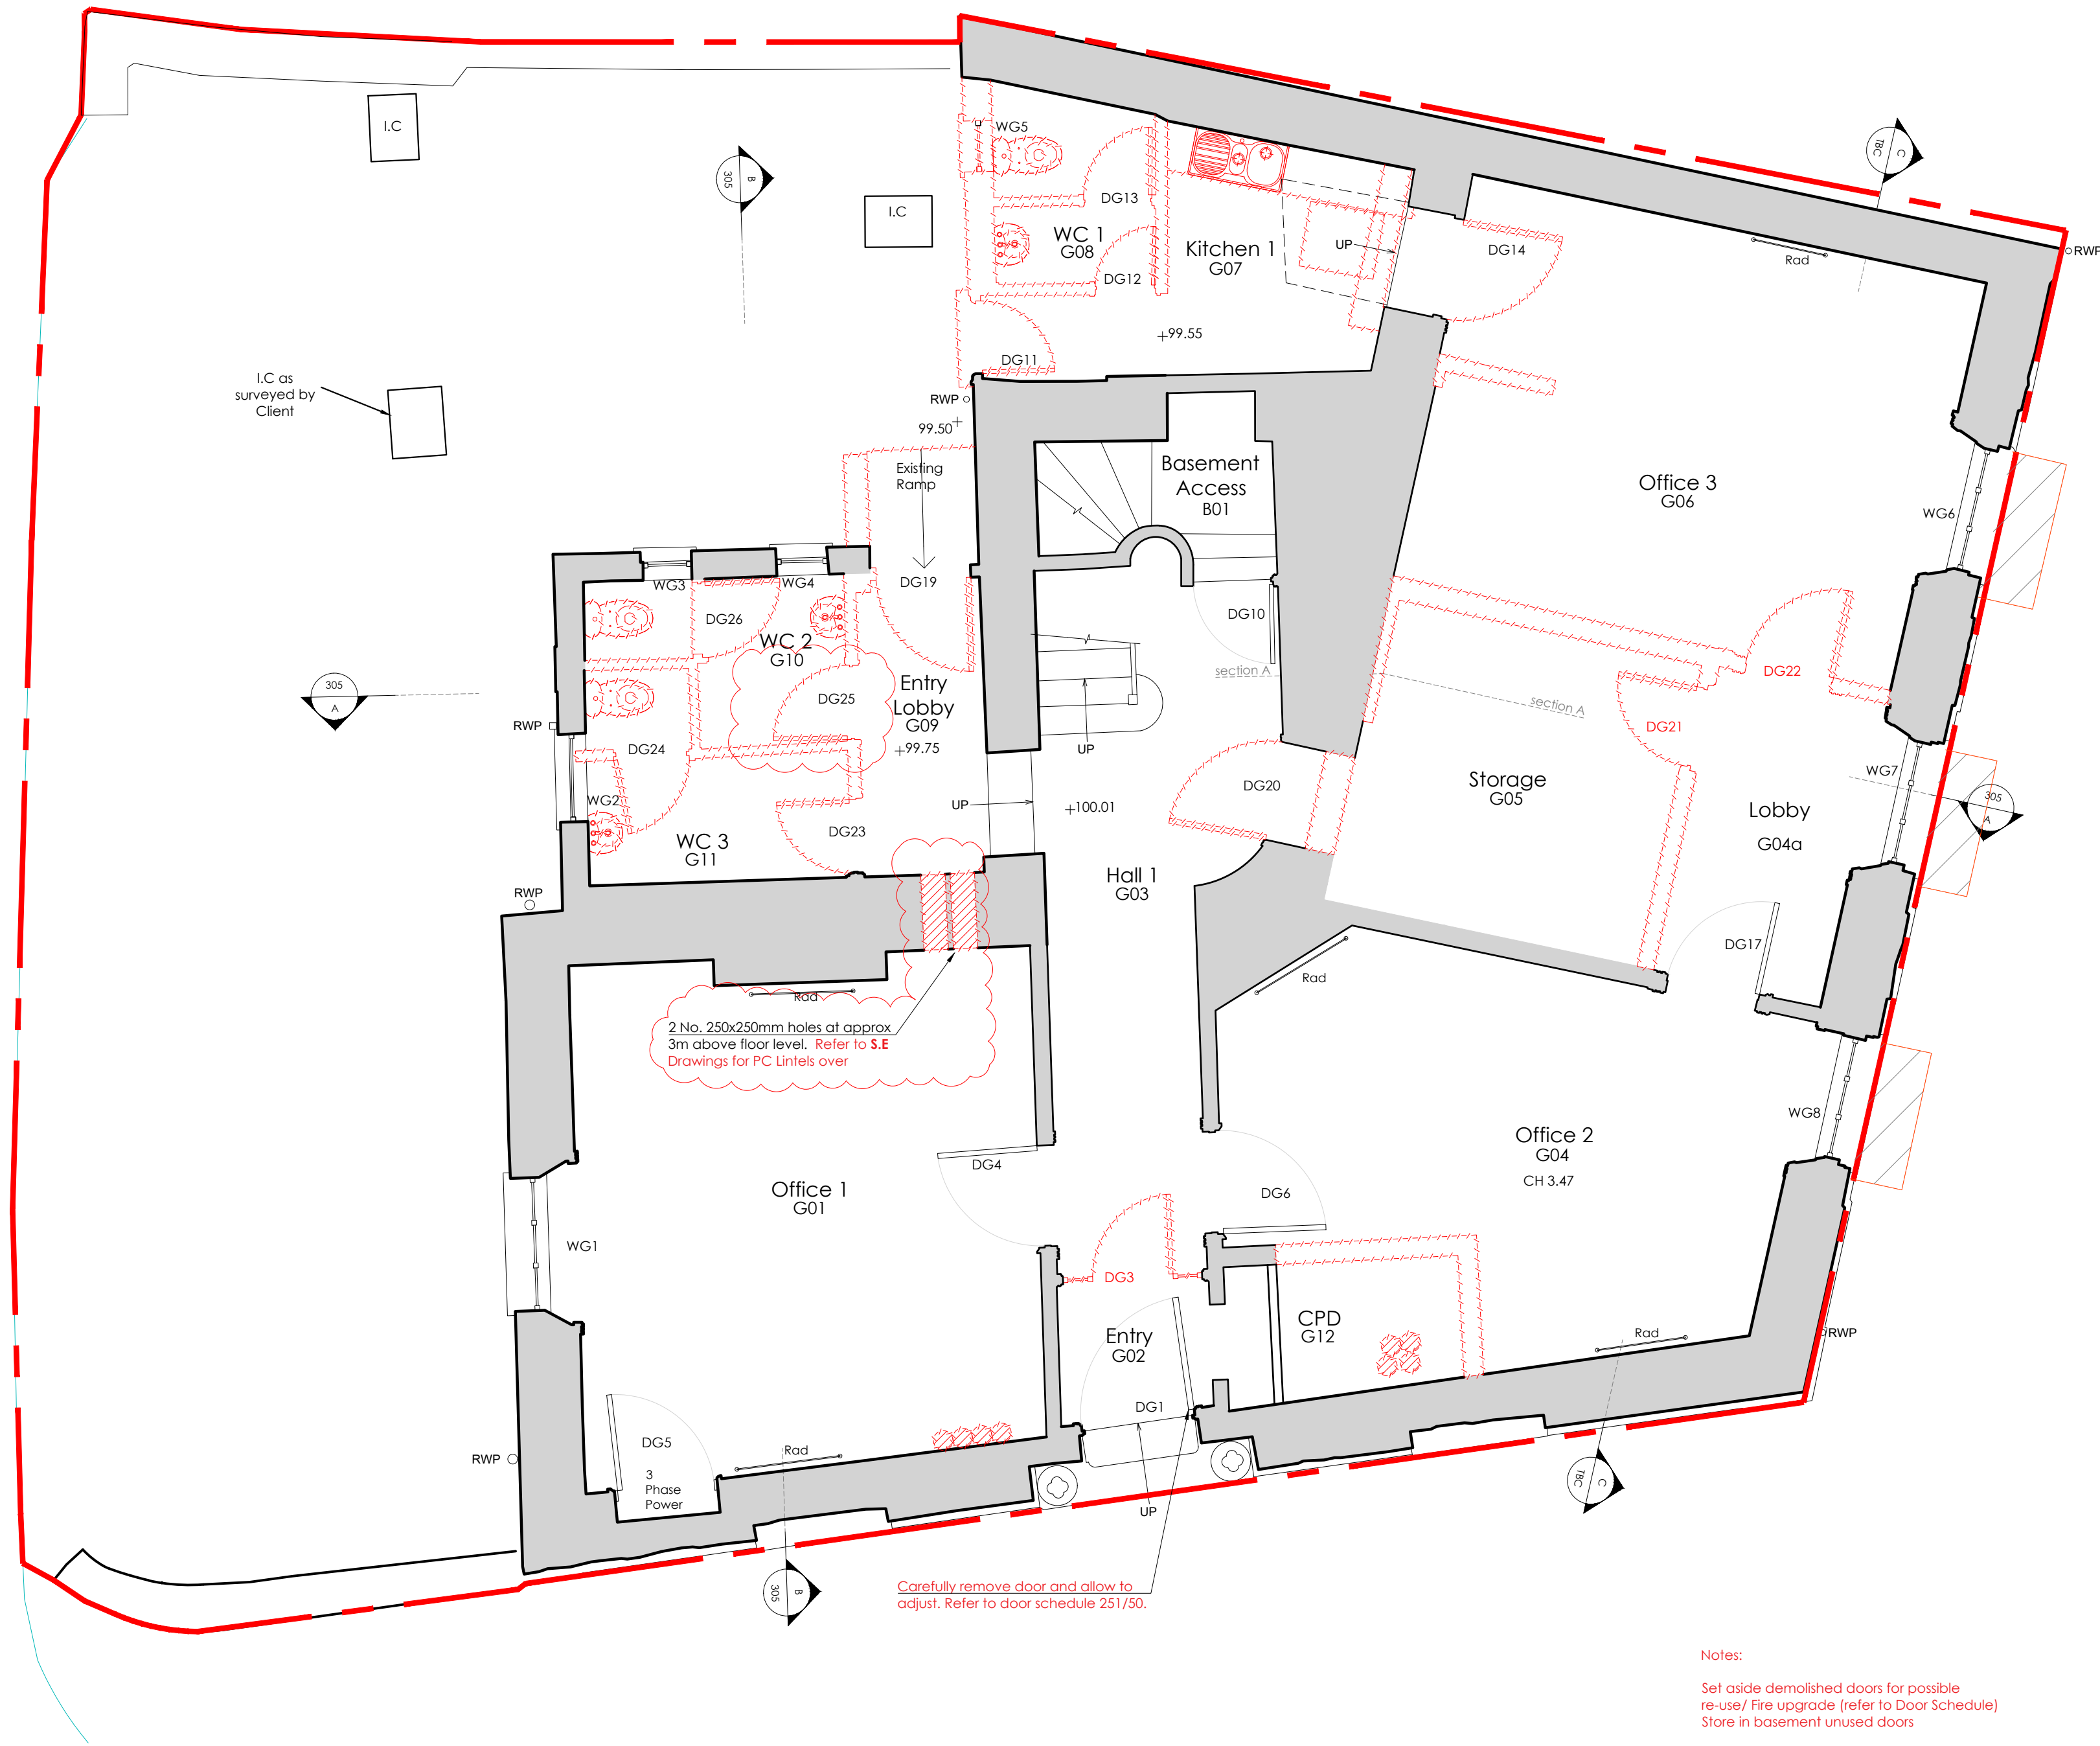 I.C
305
B
C
TBC
WG5
I.C
DG13
WC 1
G08
Kitchen 1
G07
UP
DG14
Rad
RWP
DG12
+99.55
DG11
I.C as
surveyed by
Client
RWP
99.50+
Existing
Ramp
Basement
Access
B01
Office 3
G06
WG6
WG3
WG4
DG19
DG26
DG10
WC 2
G10
section A
DG22
305
A
Entry
Lobby
G09
DG25
section A
RWP
DG21
DG24
+99.75
UP
WG7
Storage
G05
DG20
WG2
UP
+100.01
305
A
Lobby
G04a
DG23
WC 3
G11
Hall 1
G03
RWP
DG17
Rad
Rad
2 No. 250x250mm holes at approx
3m above floor level. Refer to S.E
Drawings for PC Lintels over
WG8
Office 2
G04
CH 3.47
DG4
Office 1
G01
DG6
WG1
DG3
CPD
G12
Entry
G02
Rad
RWP
DG1
DG5
Rad
RWP
3
Phase
Power
UP
C
TBC
B
305
Carefully remove door and allow to
adjust. Refer to door schedule 251/50.
Notes:
Set aside demolished doors for possible
re-use/ Fire upgrade (refer to Door Schedule)
Store in basement unused doors